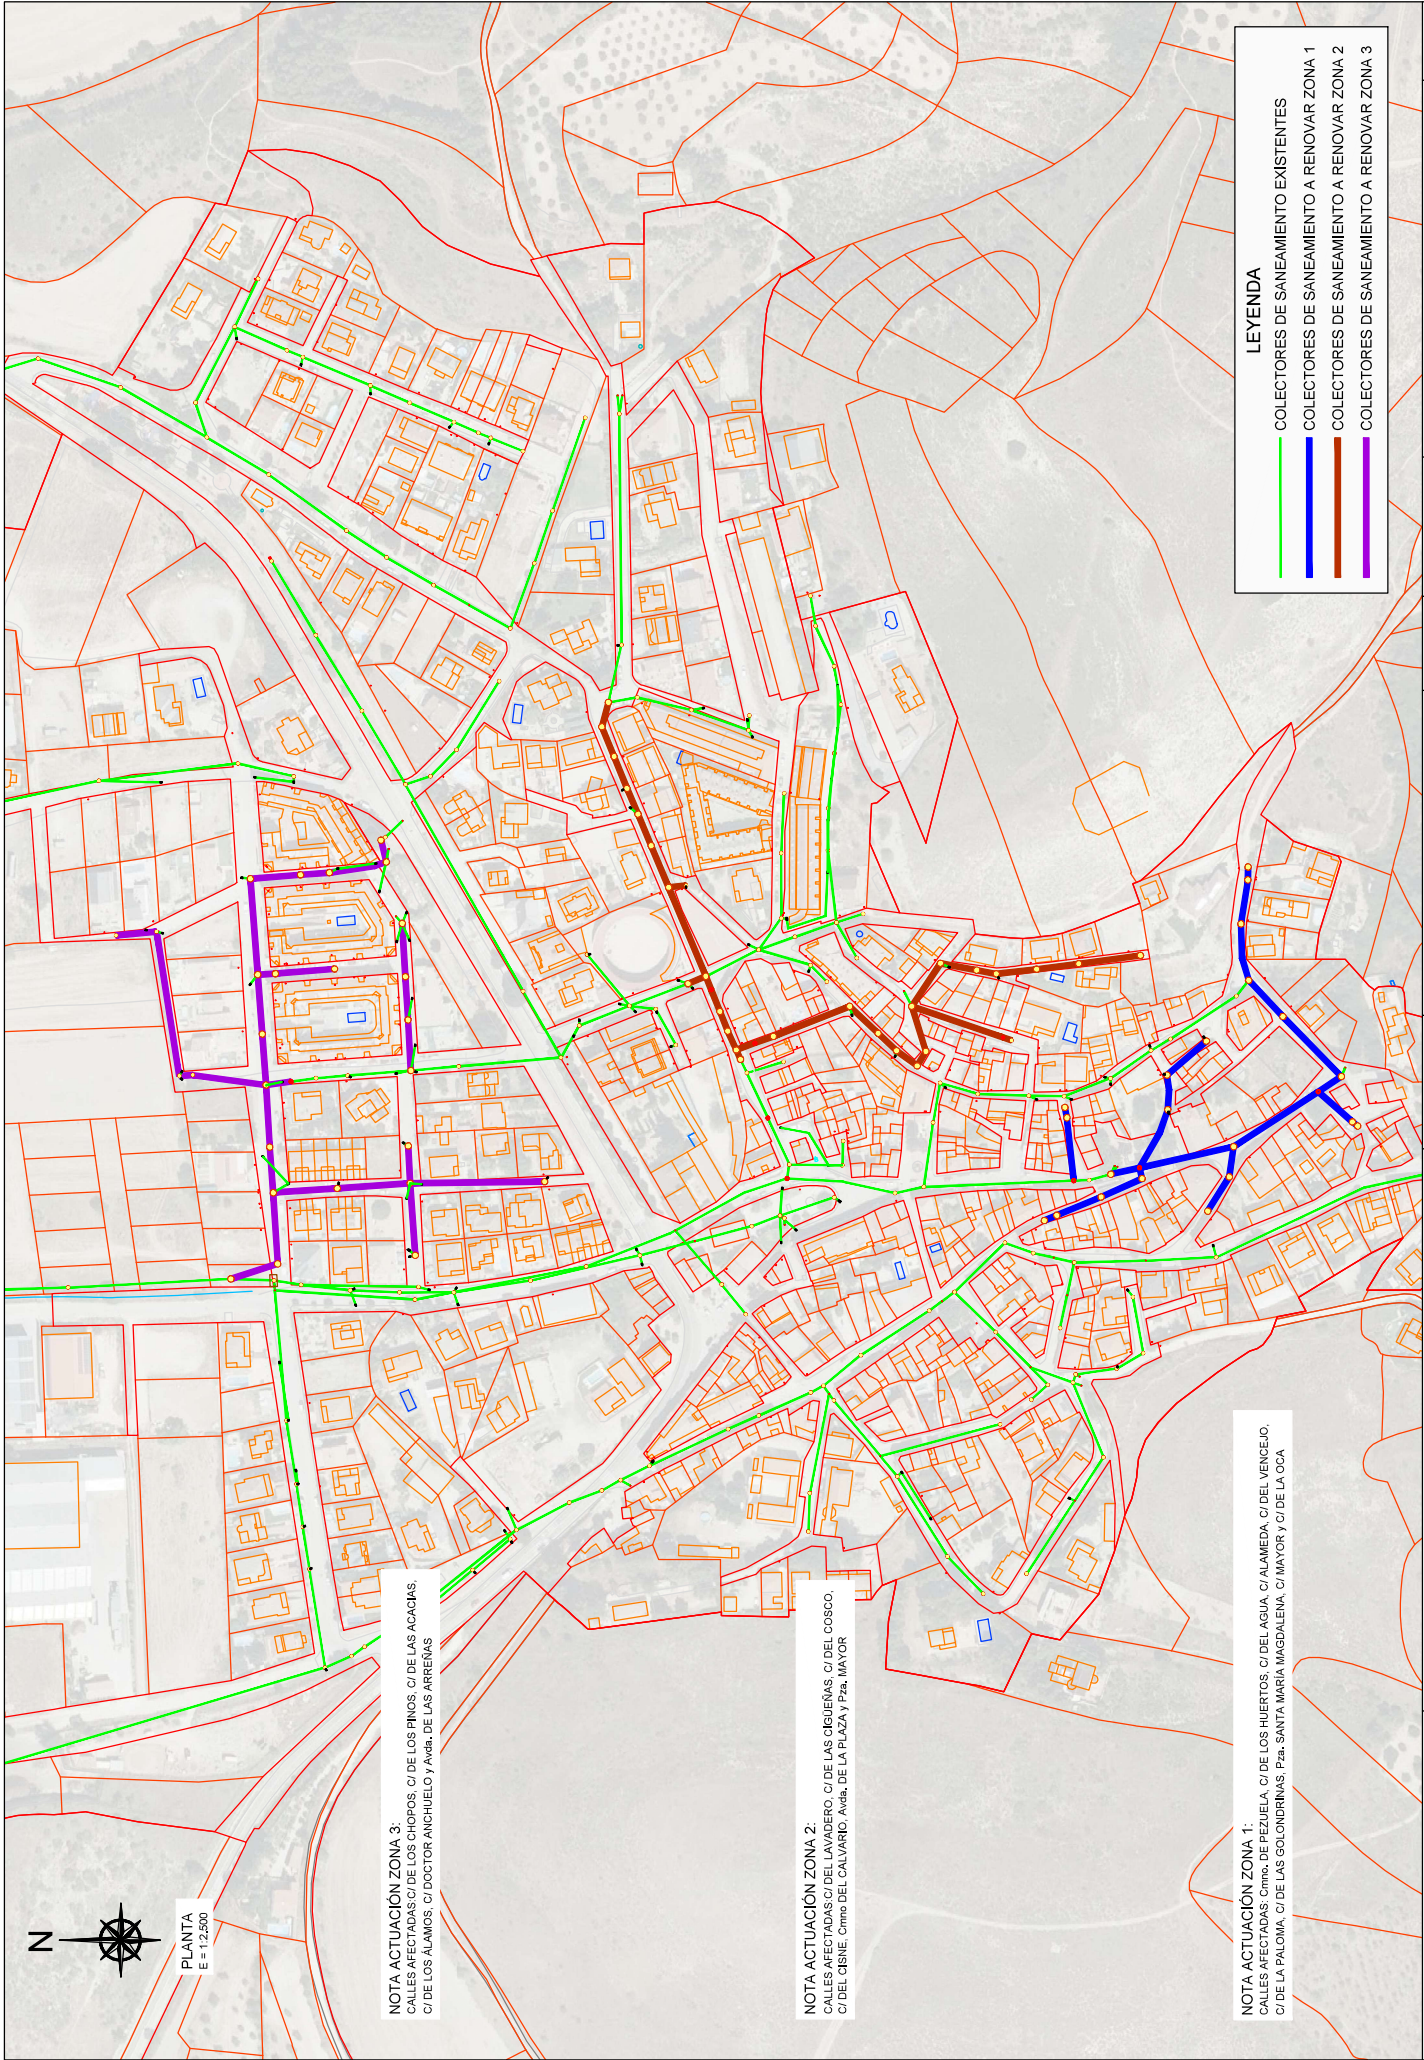 N
PLANTA
E = 1:2.500
NOTA ACTUACIÓN ZONA 3:
CALLES AFECTADAS:C/ DE LOS CHOPOS, C/ DE LOS PINOS, C/ DE LAS ACACIAS,
C/ DE LOS ÁLAMOS, C/ DOCTOR ANCHUELO y Avda. DE LAS ARREÑAS
NOTA ACTUACIÓN ZONA 2:
CALLES AFECTADAS:C/ DEL LAVADERO, C/ DE LAS CIGÜEÑAS, C/ DEL COSCO,
C/ DEL CISNE, Cmno DEL CALVARIO, Avda. DE LA PLAZA y Pza. MAYOR
NOTA ACTUACIÓN ZONA 1:
CALLES AFECTADAS: Cmno. DE PEZUELA, C/ DE LOS HUERTOS, C/ DEL AGUA, C/ ALAMEDA, C/ DEL VENCEJO,
C/ DE LA PALOMA, C/ DE LAS GOLONDRINAS, Pza. SANTA MARÍA MAGDALENA, C/ MAYOR y C/ DE LA OCA
LEYENDA
COLECTORES DE SANEAMIENTO EXISTENTES
COLECTORES DE SANEAMIENTO A RENOVAR ZONA 1
COLECTORES DE SANEAMIENTO A RENOVAR ZONA 2
COLECTORES DE SANEAMIENTO A RENOVAR ZONA 3